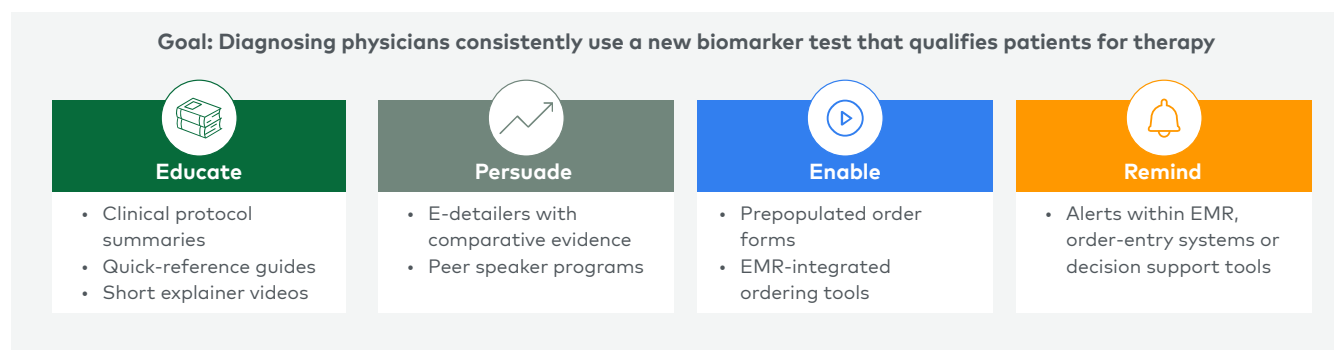 Goal: Diagnosing physicians consistently use a new biomarker test that qualifies patients for therapy
Educate
• Clinical protocol
summaries
• Quick-reference guides
• Short explainer videos
Persuade
• E-detailers with
comparative evidence
• Peer speaker programs
Enable
• Prepopulated order
forms
• EMR-integrated
ordering tools
Remind
• Alerts within EMR,
order-entry systems or
decision support tools